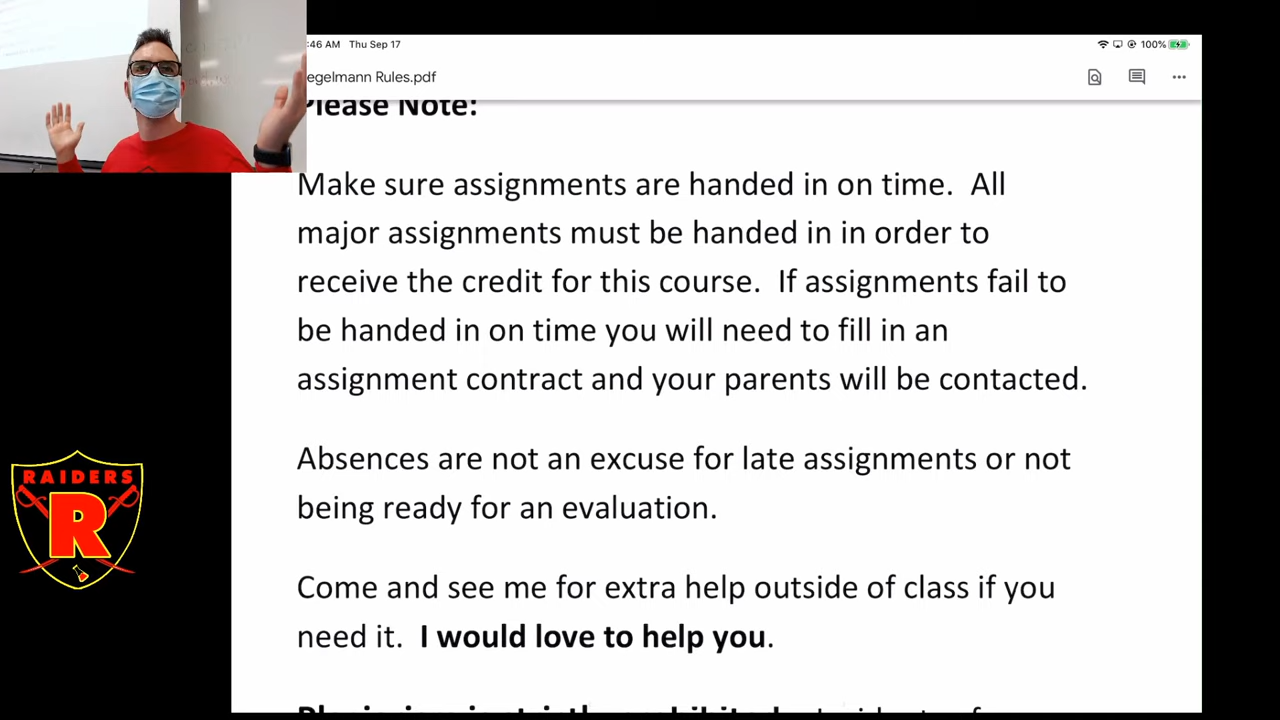 :46 AM Thu Sep 17
100%
egelmann Rules.pdf
Please Note:
Make sure assignments are handed in on time. All
major assignments must be handed in in order to
receive the credit for this course. If assignments fail to
be handed in on time you will need to fill in an
assignment contract and your parents will be contacted.
Absences are not an excuse for late assignments or not
being ready for an evaluation.
RAIDERS
R
Come and see me for extra help outside of class if you
need it. I would love to help you.